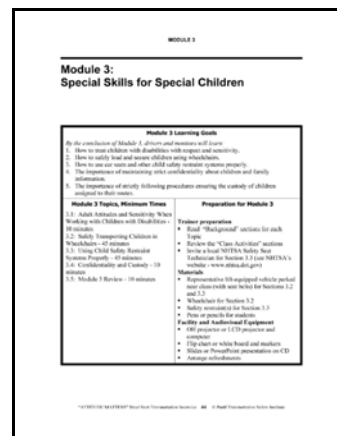 MODULE 3
Module 3:
Special Skills for Special Children
Module 3 Learning Goals
By the conclusion of Module 3, drivers and monitors will learn
1. How to treat children with disabilities with respect and sensitivity.
2. How to safely load and secure children using wheelchairs.
3. How to use car seats and other child safety restraint systems properly.
4. The importance of maintaining strict confidentiality about children and family
information.
5. The importance of strictly following procedures ensuring the custody of children
assigned to their routes.
Module 3 Topics, Minimum Times
3.1: Adult Attitudes and Sensitivity When
Working with Children with Disabilities -
10 minutes
3.2: Safely Transporting Children in
Wheelchairs - 45 minutes
3.3: Using Child Safety Restraint
Systems Properly - 45 minutes
3.4: Confidentiality and Custody - 10
minutes
3.5: Module 3 Review - 10 minutes
Preparation for Module 3
Trainer preparation
• Read "Background" sections for each
Topic
• Review the "Class Activities" sections
• Invite a local NHTSA Safety Seat
Technician for Section 3.3 (see NHTSA's
website - www.nhtsa.dot.gov)
Materials
• Representative lift-equipped vehicle parked
near class (with seat belts) for Sections 3.2
and 3.3
• Wheelchair for Section 3.2
• Safety restraint(s) for Section 3.3
• Pens or pencils for students
Facility and Audiovisual Equipment
• OH projector or LCD projector and
computer
• Flip chart or white board and markers
• Slides or PowerPoint presentation on CD
• Arrange refreshments
"ATTITUDE MATTERS" Head Start Transportation © Pupil Transportation Safety Institute